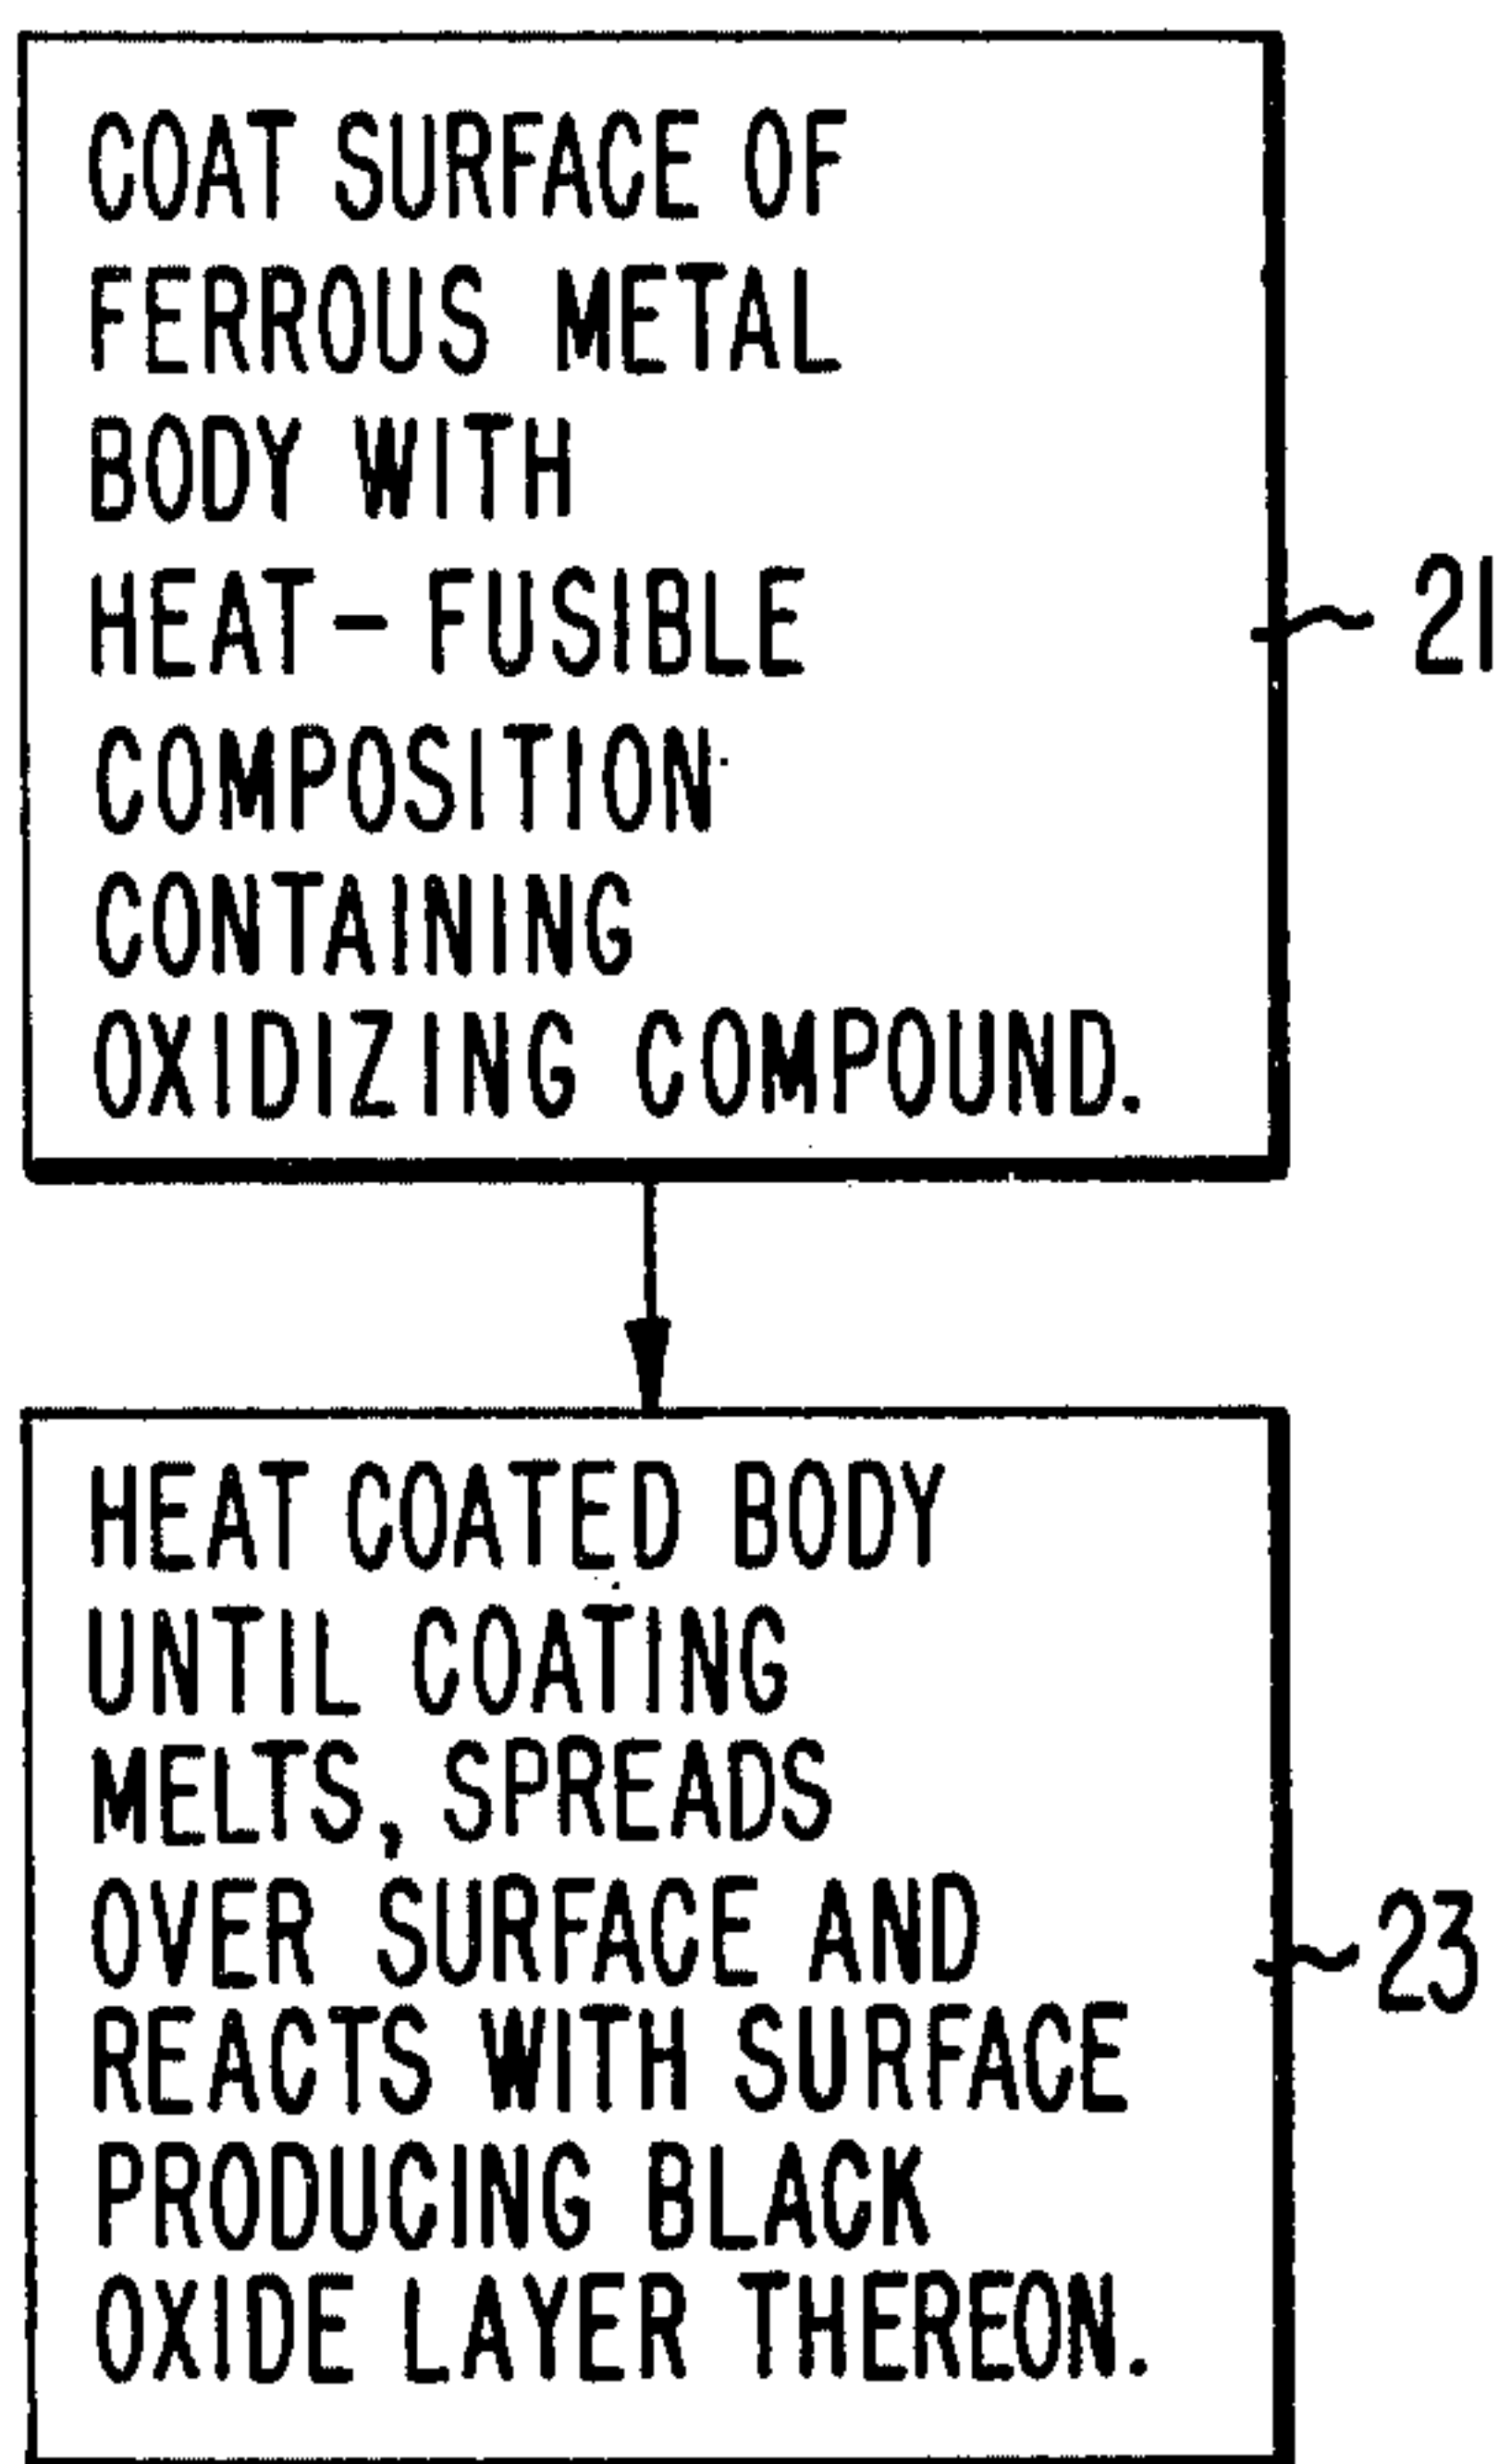 COAT SURFACE OF
FERROUS METAL
BODY WITH
HEAT-FUSIBLE
COMPOSITION
CONTAINING
OXIDIZING COMPOUND.
21
HEAT COATED BODY
UNTIL COATING
MELTS, SPREADS
OVER SURFACE AND
REACTS WITH SURFACE
PRODUCING BLACK
OXIDE LAYER THEREON.
23